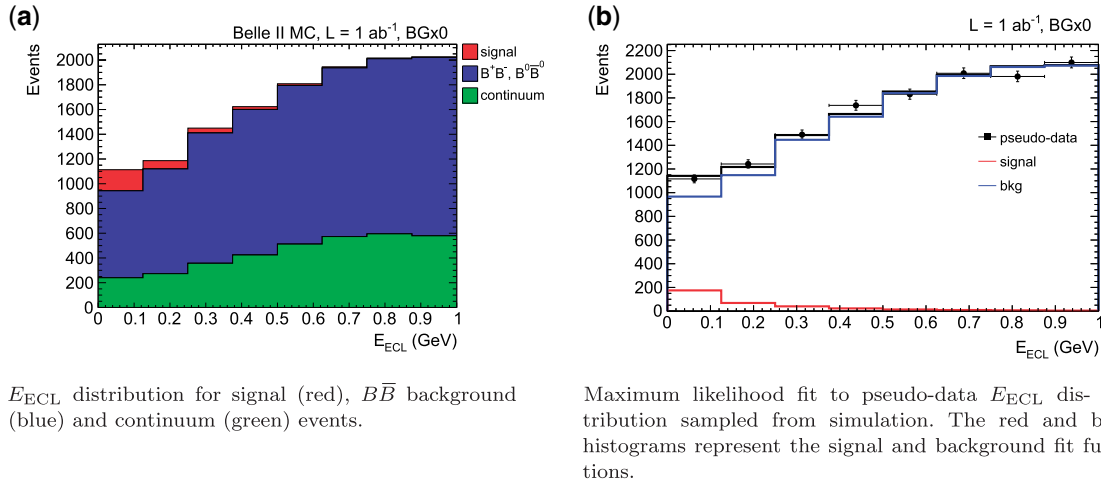 (a)
Belle II MC, L = 1 ab⁻¹, BGx0
Events
2000
1800
1600
1400
1200
1000
800
600
400
200
0
0 0.1 0.2 0.3 0.4 0.5 0.6 0.7 0.8 0.9 1
E_ECL (GeV)
signal
B⁺B⁻, B⁰B̅⁰
continuum
E_ECL distribution for signal (red), BB̅ background
(blue) and continuum (green) events.
(b)
L = 1 ab⁻¹, BGx0
Events
2200
2000
1800
1600
1400
1200
1000
800
600
400
200
0
0 0.1 0.2 0.3 0.4 0.5 0.6 0.7 0.8 0.9 1
E_ECL (GeV)
pseudo-data
signal
bkg
Maximum likelihood fit to pseudo-data E_ECL dis-
tribution sampled from simulation. The red and b
histograms represent the signal and background fit fu
tions.